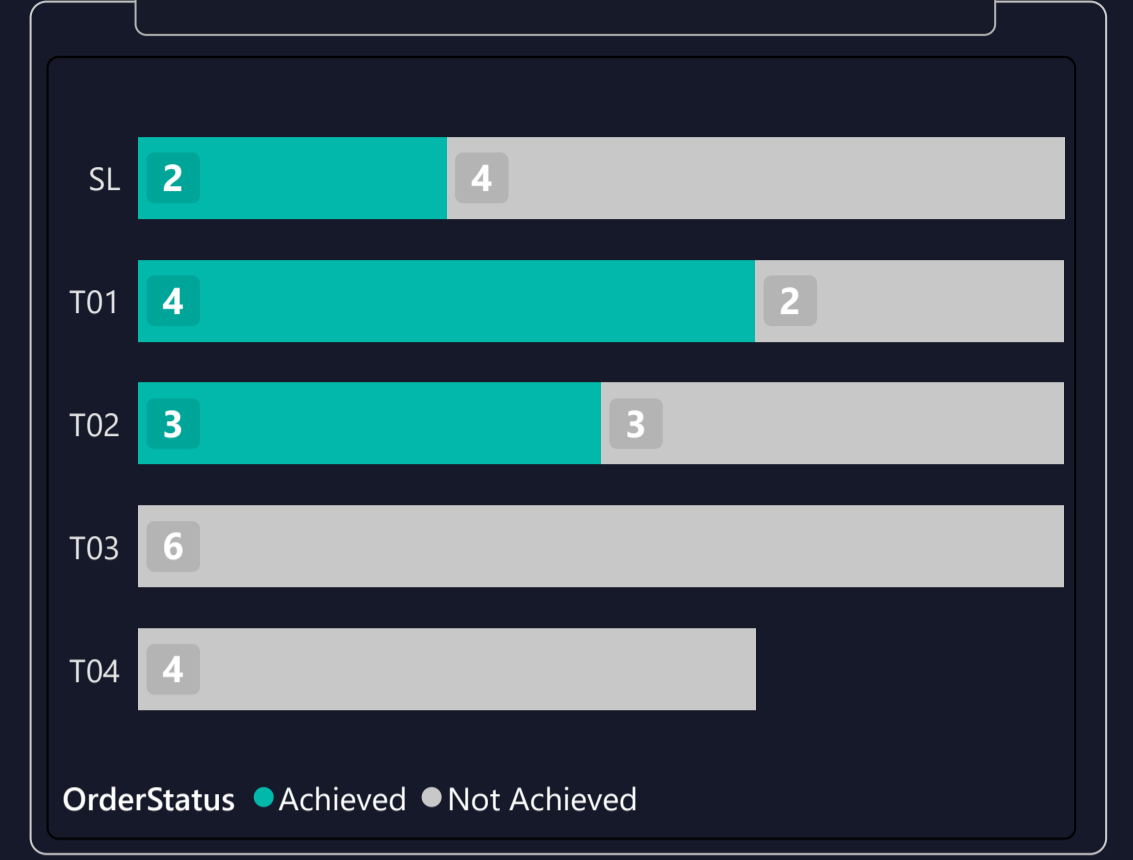 SL 2 4
T01 4 2
T02 3 3
T03 6
T04 4
OrderStatus Achieved Not Achieved